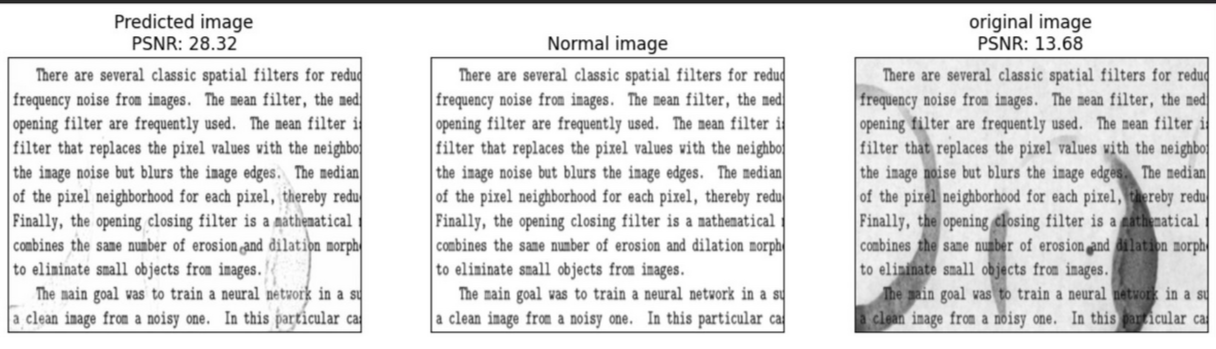 Predicted image
PSNR: 28.32
There are several classic spatial filters for reduc
frequency noise from images. The mean filter, the med
opening filter are frequently used. The mean filter i
filter that replaces the pixel values with the neighbo
the image noise but blurs the image edges. The median
of the pixel neighborhood for each pixel, thereby redu
Finally, the opening closing filter is a mathematical
combines the same number of erosion and dilation morph
to eliminate small objects from images.
The main goal was to train a neural network in a su
a clean image from a noisy one. In this particular ca
Normal image
There are several classic spatial filters for reduc
frequency noise from images. The mean filter, the med
opening filter are frequently used. The mean filter i
filter that replaces the pixel values with the neighbo
the image noise but blurs the image edges. The median
of the pixel neighborhood for each pixel, thereby redu
Finally, the opening closing filter is a mathematical
combines the same number of erosion and dilation morph
to eliminate small objects from images.
The main goal was to train a neural network in a su
a clean image from a noisy one. In this particular ca
original image
PSNR: 13.68
There are several classic spatial filters for reduc
frequency noise from images. The mean filter, the med
opening filter are frequently used. The mean filter i
filter that replaces the pixel values with the neighbo
the image noise but blurs the image edges. The median
of the pixel neighborhood for each pixel, thereby redu
Finally, the opening closing filter is a mathematical
combines the same number of erosion and dilation morph
to eliminate small objects from images.
The main goal was to train a neural network in a su
a clean image from a noisy one. In this particular ca